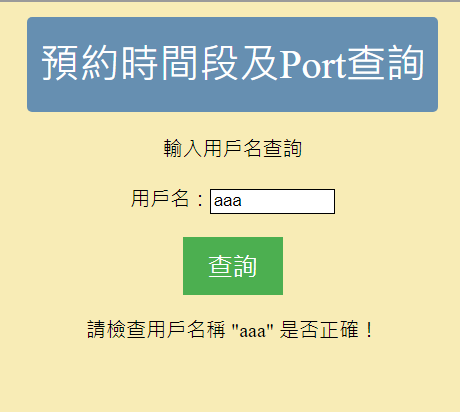 預約時間段及Port查詢
輸入用戶名查詢
用戶名：aaa
查詢
請檢查用戶名稱 "aaa" 是否正確！